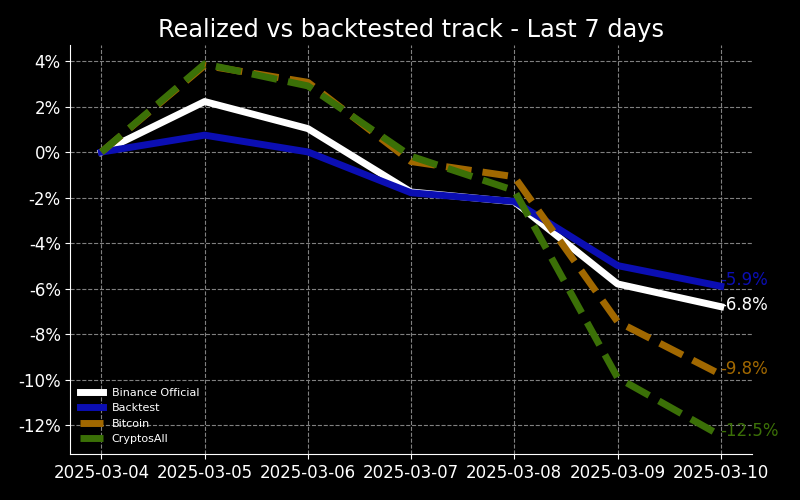 Realized vs backtested track - Last 7 days
4%
2%
0%
-2%
-4%
-6%
-8%
-10%
-12%
-5.9%
-6.8%
-9.8%
-12.5%
Binance Official
Backtest
Bitcoin
CryptosAll
2025-03-04 2025-03-05 2025-03-06 2025-03-07 2025-03-08 2025-03-09 2025-03-10